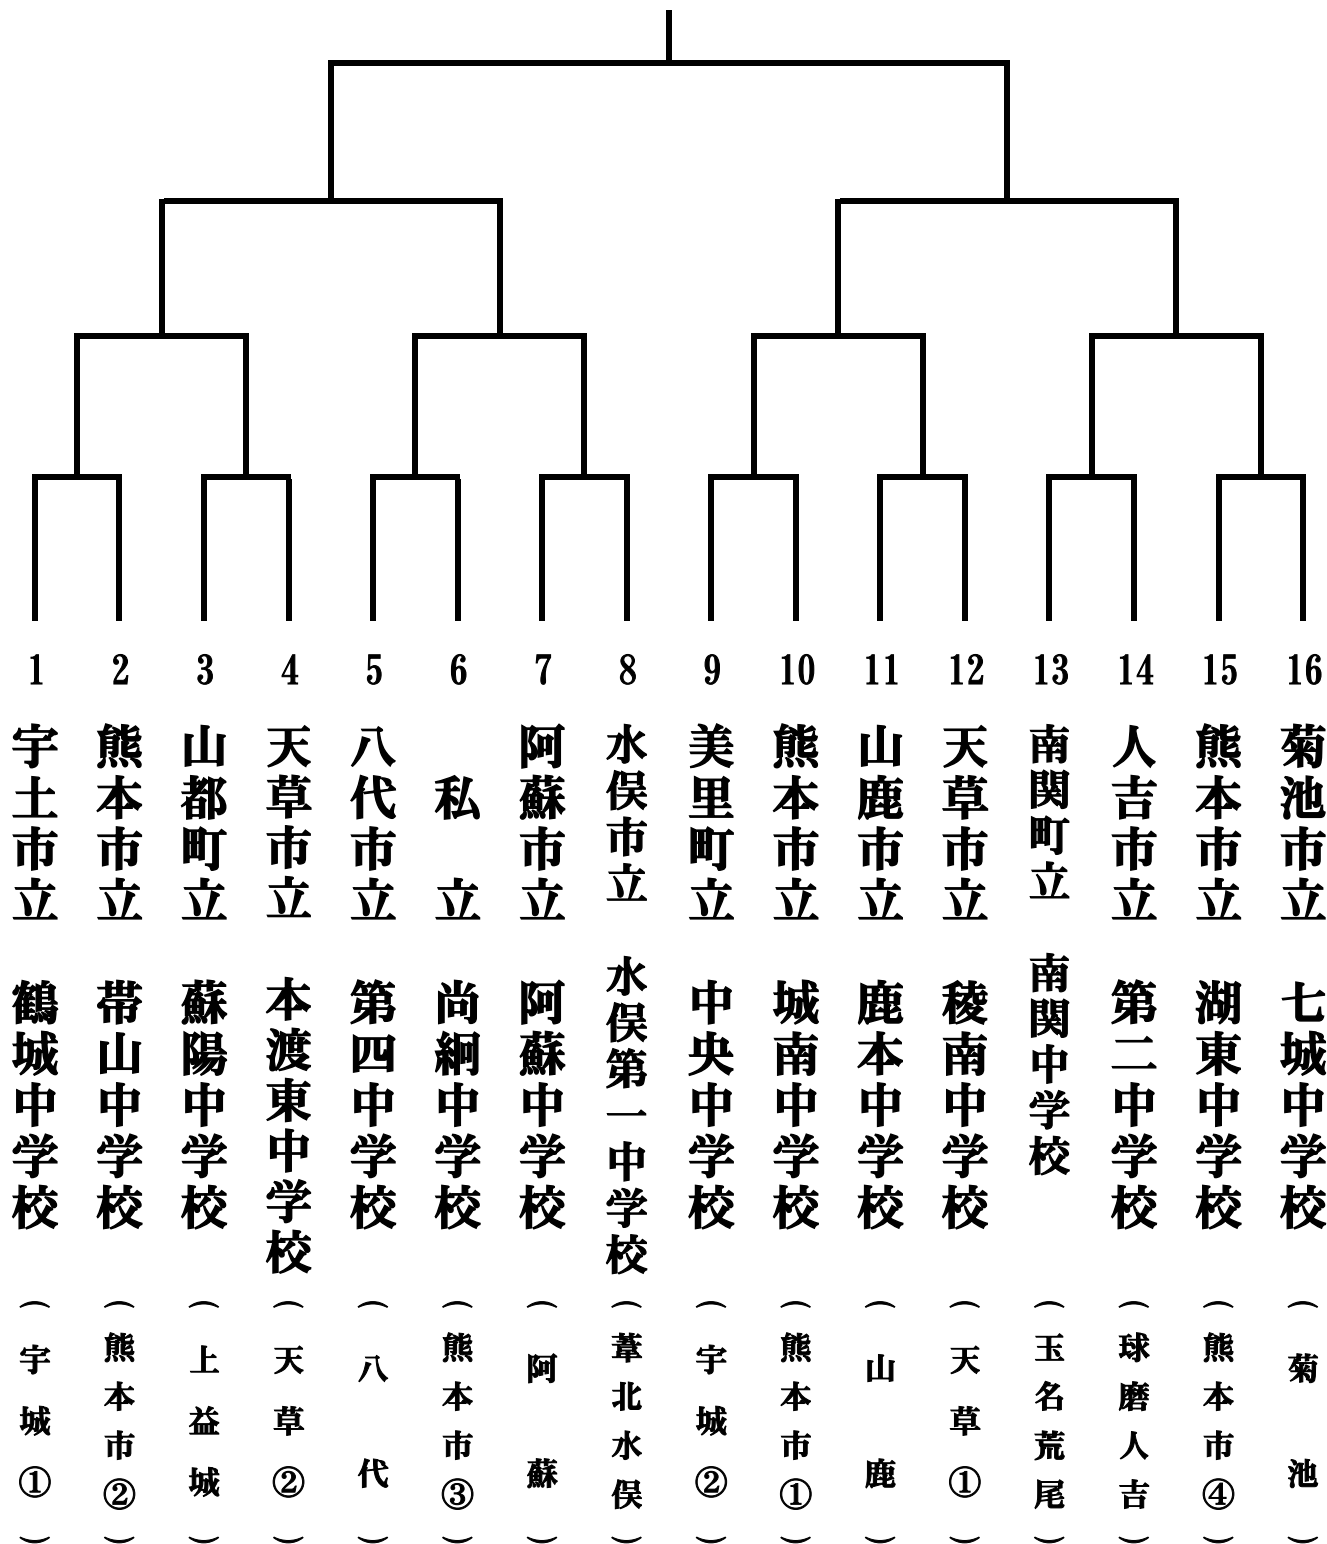 1
宇土市立　鶴城中学校
（宇城①）
2
熊本市立　帯山中学校
（熊本市②）
3
山都町立　蘇陽中学校
（上益城）
4
天草市立　本渡東中学校
（天草②）
5
八代市立　第四中学校
（八代）
6
私立　尚絅中学校
（熊本市③）
7
阿蘇市立　阿蘇中学校
（阿蘇）
8
水俣市立　水俣第一中学校
（葦北水俣）
9
美里町立　中央中学校
（宇城②）
10
熊本市立　城南中学校
（熊本市①）
11
山鹿市立　鹿本中学校
（山鹿）
12
天草市立　稜南中学校
（天草①）
13
南関町立　南関中学校
（玉名荒尾）
14
人吉市立　第二中学校
（球磨人吉）
15
熊本市立　湖東中学校
（熊本市④）
16
菊池市立　七城中学校
（菊池）